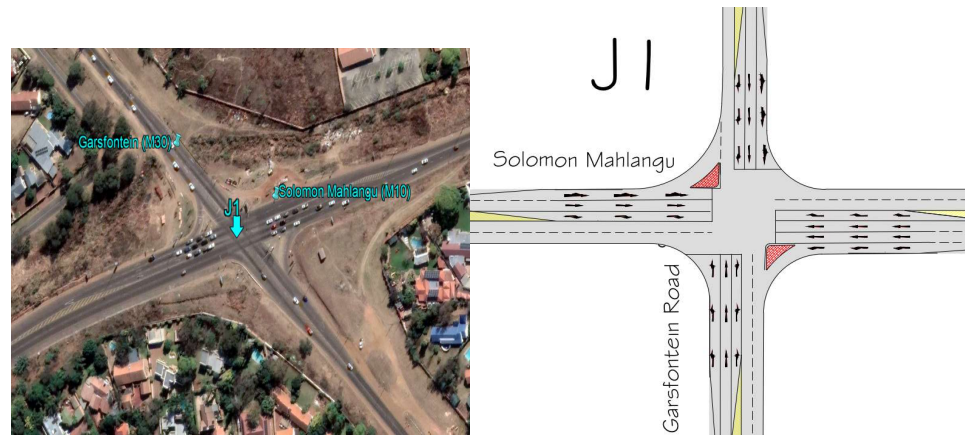 Garsfontein (M30)
Solomon Mahlangu (M10)
J1
J1
Solomon Mahlangu
Garsfontein Road